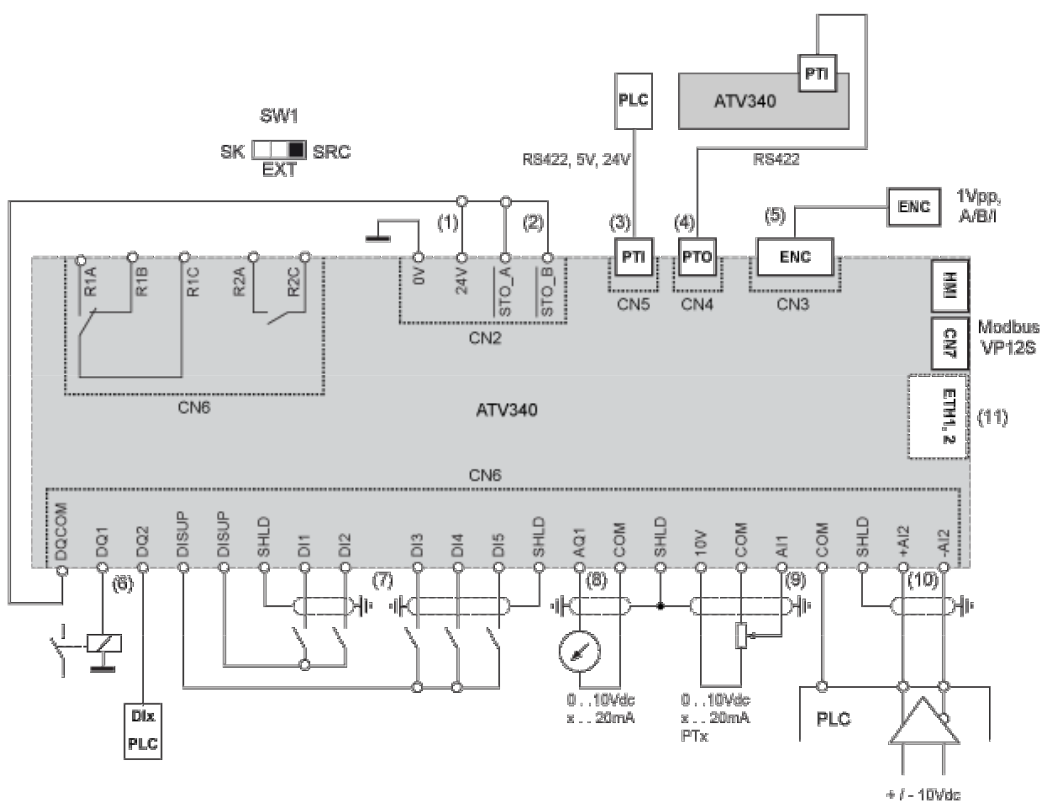 SW1
SK
SRC
EXT
PLC
PTI
ATV340
RS422, 5V, 24V
RS422
(1)
(2)
(3)
(4)
(5)
ENC
1Vpp,
A/B/I
R1A
R1B
R1C
R2A
R2C
0V
24V
STO_A
STO_B
PTI
PTO
ENC
CN5
CN4
CN3
HMI
CN2
CN7
Modbus
VP12S
CN6
ATV340
ETH1, 2
(11)
CN6
DQCOM
DQ1
DQ2
DISUP
DISUP
SHLD
DI1
DI2
DI3
DI4
DI5
SHLD
AQ1
COM
SHLD
10V
COM
AI1
COM
SHLD
+AI2
-AI2
(6)
(7)
(8)
(9)
(10)
0 . . 10Vdc
x . . 20mA
0 . . 10Vdc
x . . 20mA
PTx
DIx
PLC
PLC
+ / - 10Vdc